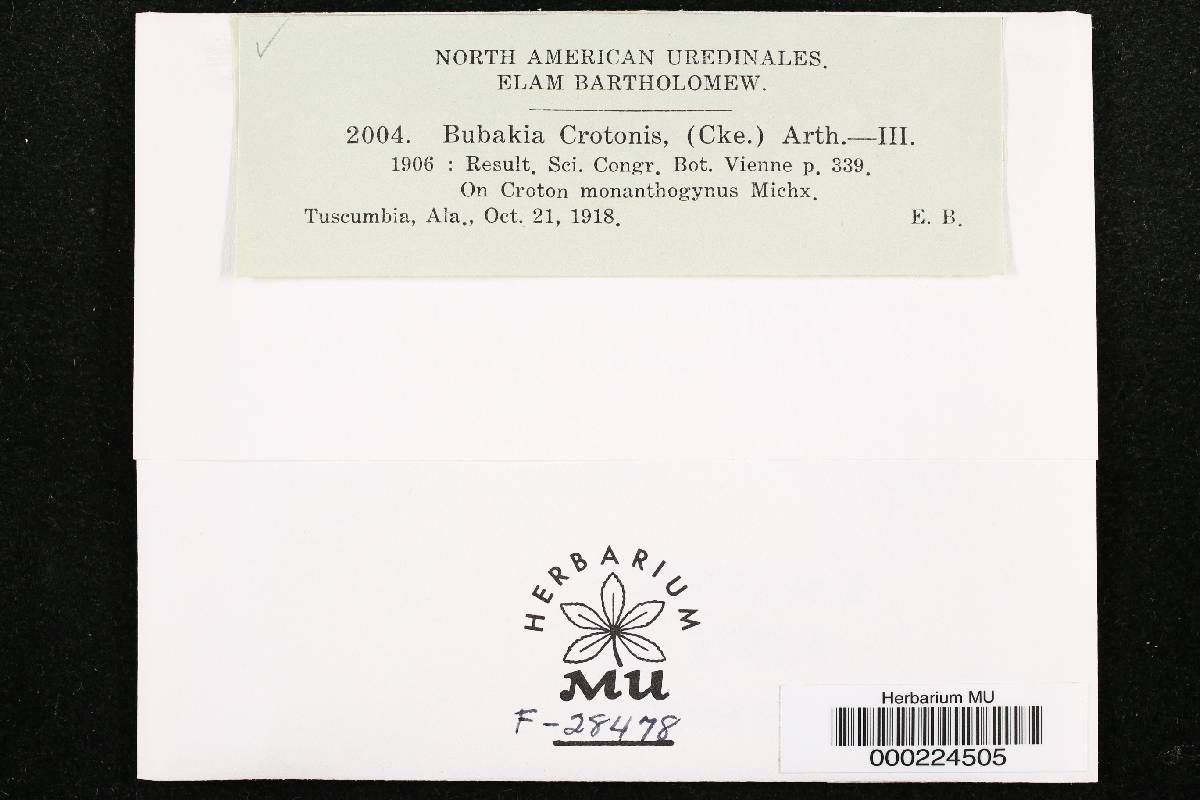 NORTH AMERICAN UREDINALES.
ELAM BARTHOLOMEW.
2004. Bubakia Crotonis, (Cke.) Arth.—III.
1906 : Result. Sci. Congr. Bot. Vienne p. 339.
On Croton monanthogynus Michx.
Tuscumbia, Ala., Oct. 21, 1918. E. B.
HERBARIUM
MU
F-28478
Herbarium MU
000224505